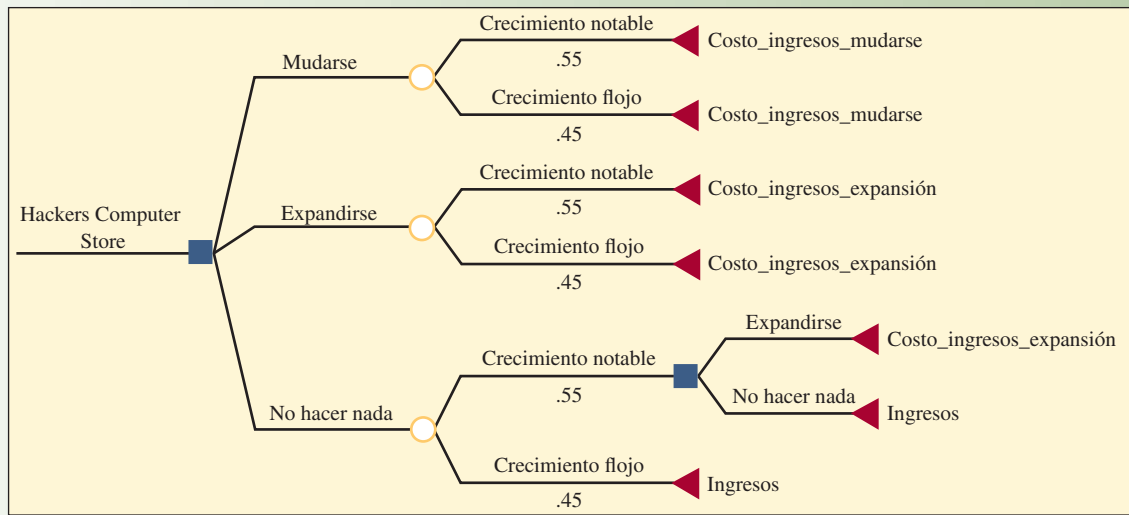 Crecimiento notable
.55
Costo_ingresos_mudarse
Mudarse
Crecimiento flojo
.45
Costo_ingresos_mudarse
Hackers Computer
Store
Crecimiento notable
.55
Costo_ingresos_expansión
Expandirse
Crecimiento flojo
.45
Costo_ingresos_expansión
Crecimiento notable
.55
Expandirse
Costo_ingresos_expansión
No hacer nada
Ingresos
No hacer nada
Crecimiento flojo
.45
Ingresos